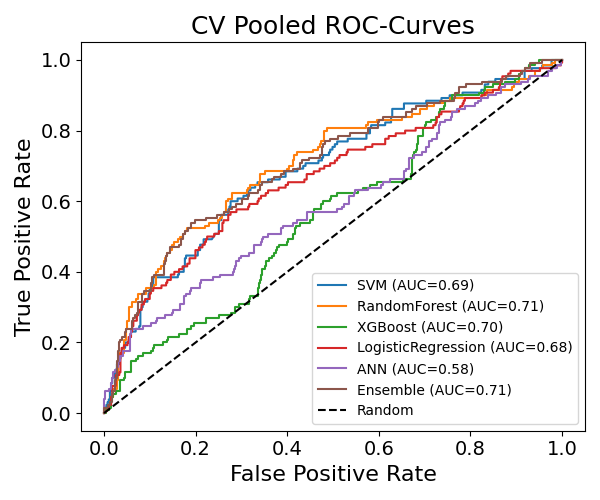 CV Pooled ROC-Curves
True Positive Rate
1.0
0.8
0.6
0.4
0.2
0.0
SVM (AUC=0.69)
RandomForest (AUC=0.71)
XGBoost (AUC=0.70)
LogisticRegression (AUC=0.68)
ANN (AUC=0.58)
Ensemble (AUC=0.71)
Random
0.0 0.2 0.4 0.6 0.8 1.0
False Positive Rate